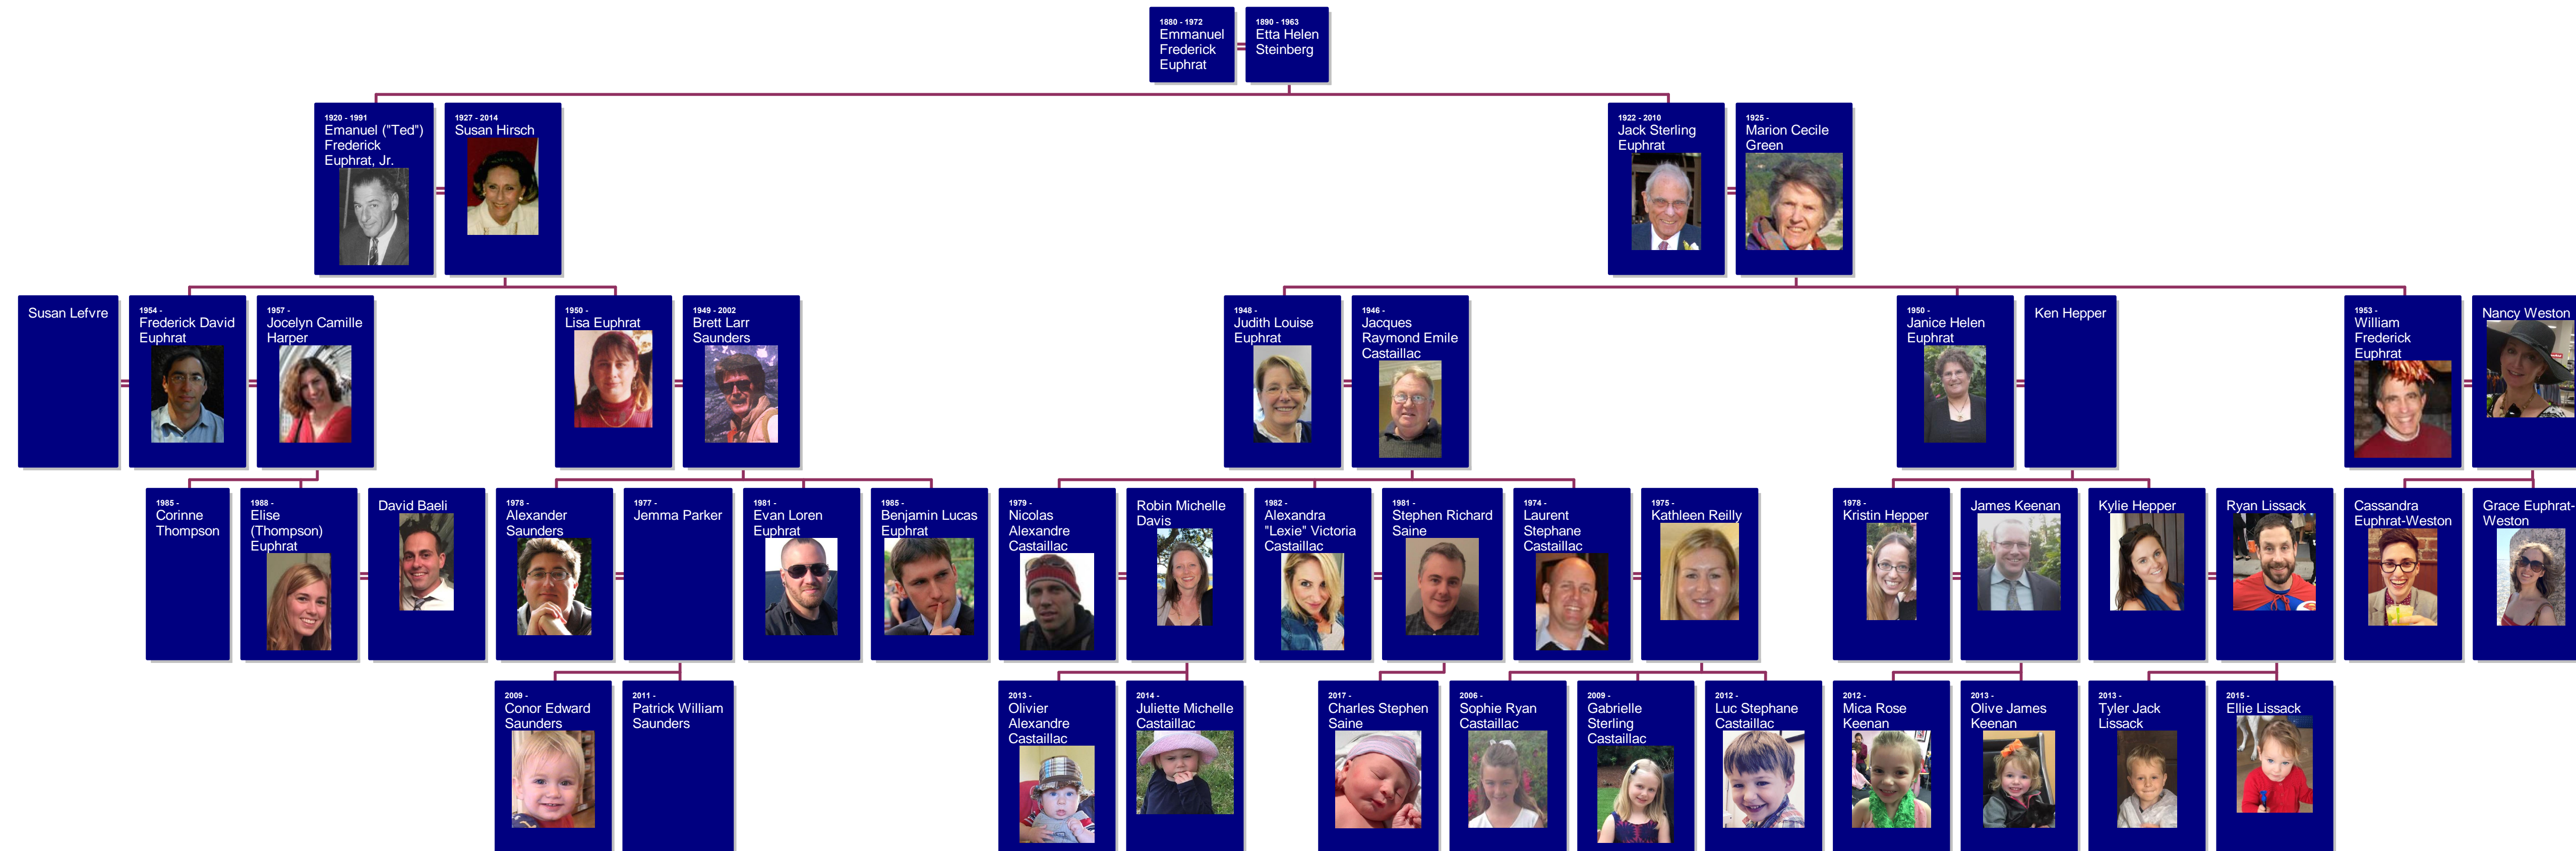 1880 - 1972
Emmanuel
Frederick
Euphrat
1890 - 1963
Etta Helen
Steinberg
1920 - 1991
Emanuel ("Ted")
Frederick
Euphrat, Jr.
1927 - 2014
Susan Hirsch
1922 - 2010
Jack Sterling
Euphrat
1925 -
Marion Cecile
Green
Susan Lefvre
1954 -
Frederick David
Euphrat
1957 -
Jocelyn Camille
Harper
1950 -
Lisa Euphrat
1949 - 2002
Brett Larr
Saunders
1948 -
Judith Louise
Euphrat
1946 -
Jacques
Raymond Emile
Castaillac
1950 -
Janice Helen
Euphrat
Ken Hepper
1953 -
William
Frederick
Euphrat
Nancy Weston
1985 -
Corinne
Thompson
1988 -
Elise
(Thompson)
Euphrat
David Baeli
1978 -
Alexander
Saunders
1977 -
Jemma Parker
1981 -
Evan Loren
Euphrat
1985 -
Benjamin Lucas
Euphrat
1979 -
Nicolas
Alexandre
Castaillac
Robin Michelle
Davis
1982 -
Alexandra
"Lexie" Victoria
Castaillac
1981 -
Stephen Richard
Saine
1974 -
Laurent
Stephane
Castaillac
1975 -
Kathleen Reilly
1978 -
Kristin Hepper
James Keenan
Kylie Hepper
Ryan Lissack
Cassandra
Euphrat-Weston
Grace Euphrat-
Weston
2009 -
Conor Edward
Saunders
2011 -
Patrick William
Saunders
2013 -
Olivier
Alexandre
Castaillac
2014 -
Juliette Michelle
Castaillac
2017 -
Charles Stephen
Saine
2006 -
Sophie Ryan
Castaillac
2009 -
Gabrielle
Sterling
Castaillac
2012 -
Luc Stephane
Castaillac
2012 -
Mica Rose
Keenan
2013 -
Olive James
Keenan
2013 -
Tyler Jack
Lissack
2015 -
Ellie Lissack